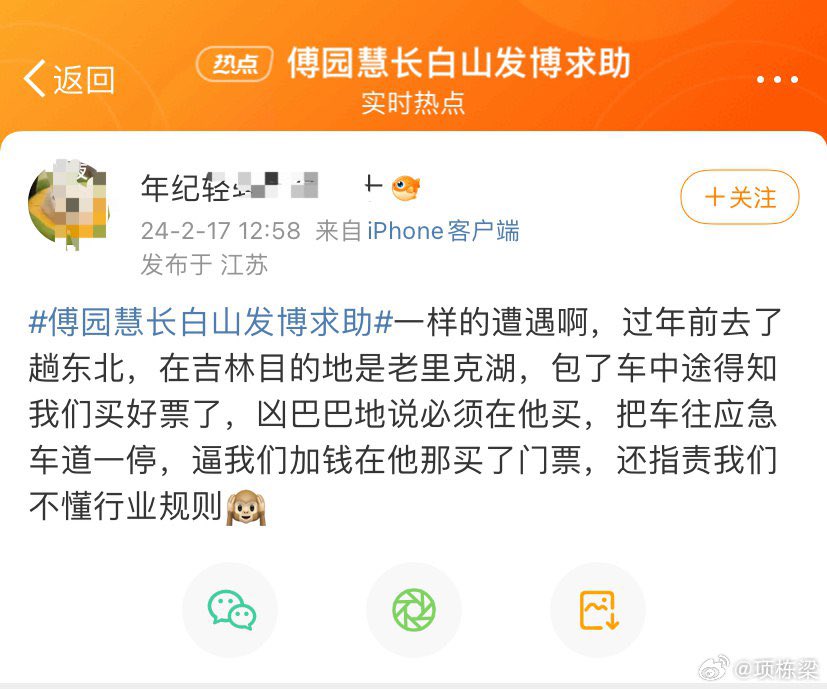 返回
热点 傅园慧长白山发博求助
实时热点
年纪轻
+关注
24-2-17 12:58 来自 iPhone客户端
发布于 江苏
#傅园慧长白山发博求助#一样的遭遇啊，过年前去了
趟东北，在吉林目的地是老里克湖，包了车中途得知
我们买好票了，凶巴巴地说必须在他买，把车往应急
车道一停，逼我们加钱在他那买了门票，还指责我们
不懂行业规则🙉
@项栋梁